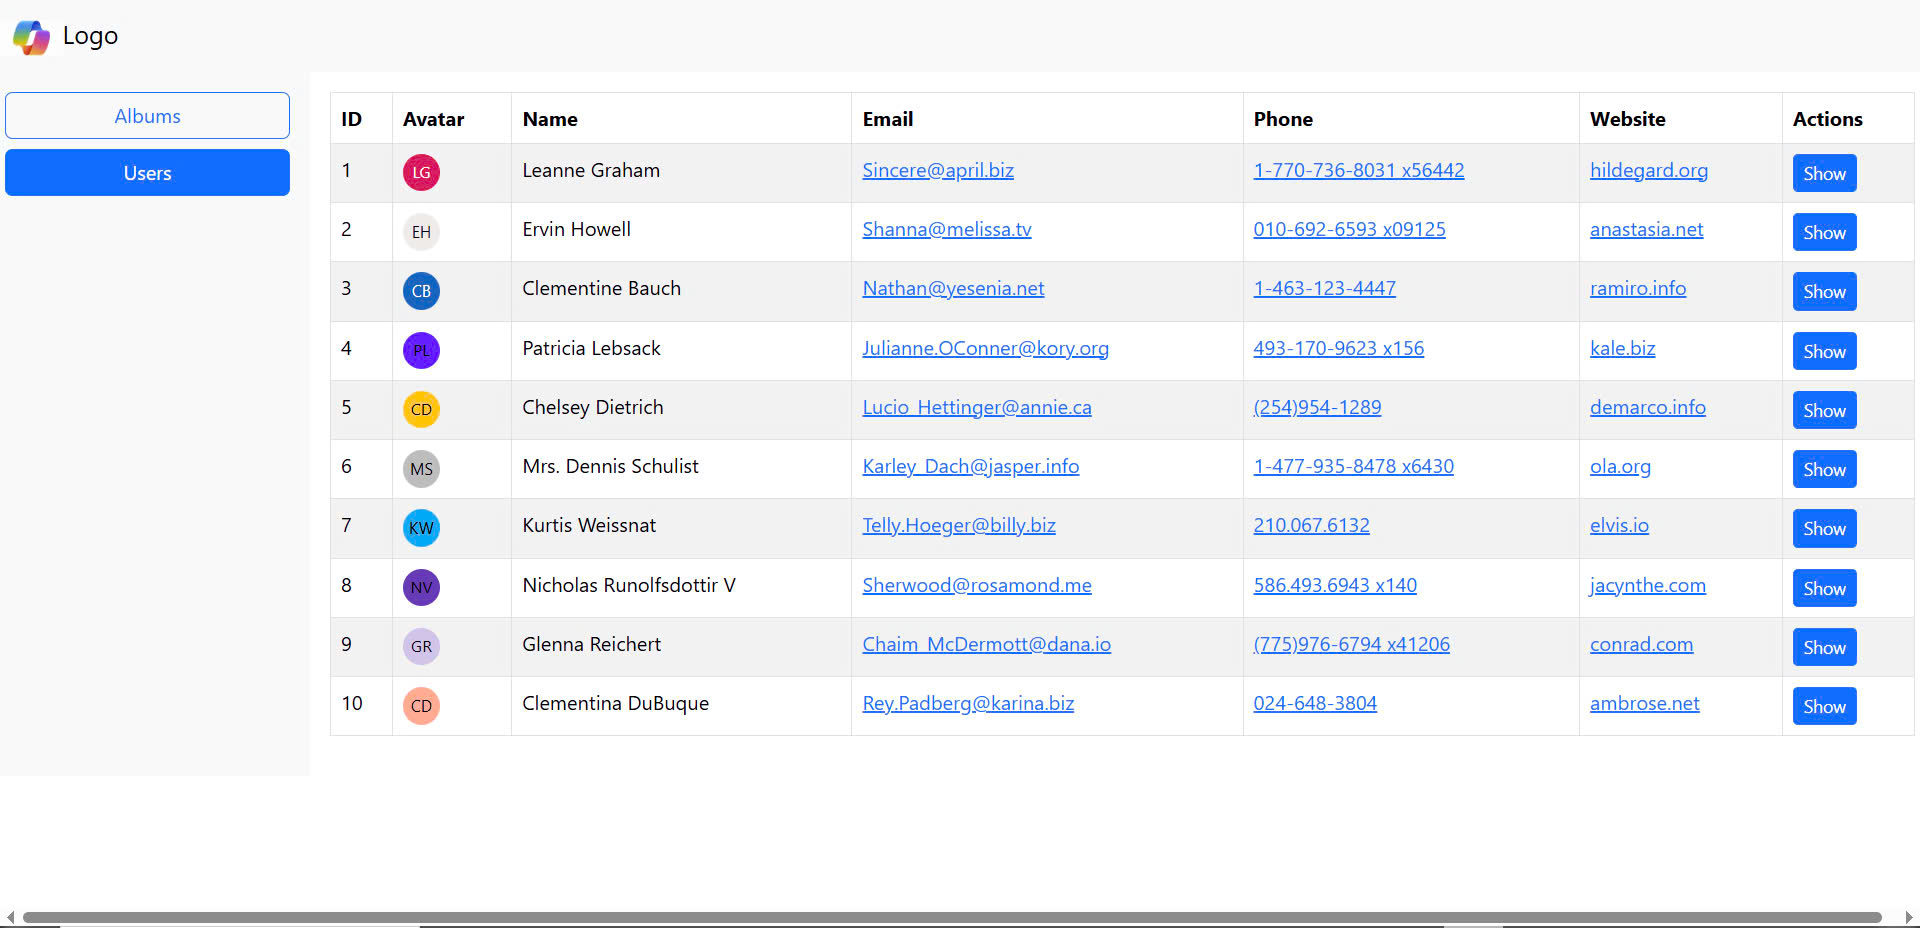 Logo
Albums
Users
ID Avatar Name Email Phone Website Actions
1 LG Leanne Graham Sincere@april.biz 1-770-736-8031 x56442 hildegard.org Show
2 EH Ervin Howell Shanna@melissa.tv 010-692-6593 x09125 anastasia.net Show
3 CB Clementine Bauch Nathan@yesenia.net 1-463-123-4447 ramiro.info Show
4 PL Patricia Lebsack Julianne.OConner@kory.org 493-170-9623 x156 kale.biz Show
5 CD Chelsey Dietrich Lucio_Hettinger@annie.ca (254)954-1289 demarco.info Show
6 MS Mrs. Dennis Schulist Karley_Dach@jasper.info 1-477-935-8478 x6430 ola.org Show
7 KW Kurtis Weissnat Telly.Hoeger@billy.biz 210.067.6132 elvis.io Show
8 NV Nicholas Runolfsdottir V Sherwood@rosamond.me 586.493.6943 x140 jacynthe.com Show
9 GR Glenna Reichert Chaim_McDermott@dana.io (775)976-6794 x41206 conrad.com Show
10 CD Clementina DuBuque Rey.Padberg@karina.biz 024-648-3804 ambrose.net Show